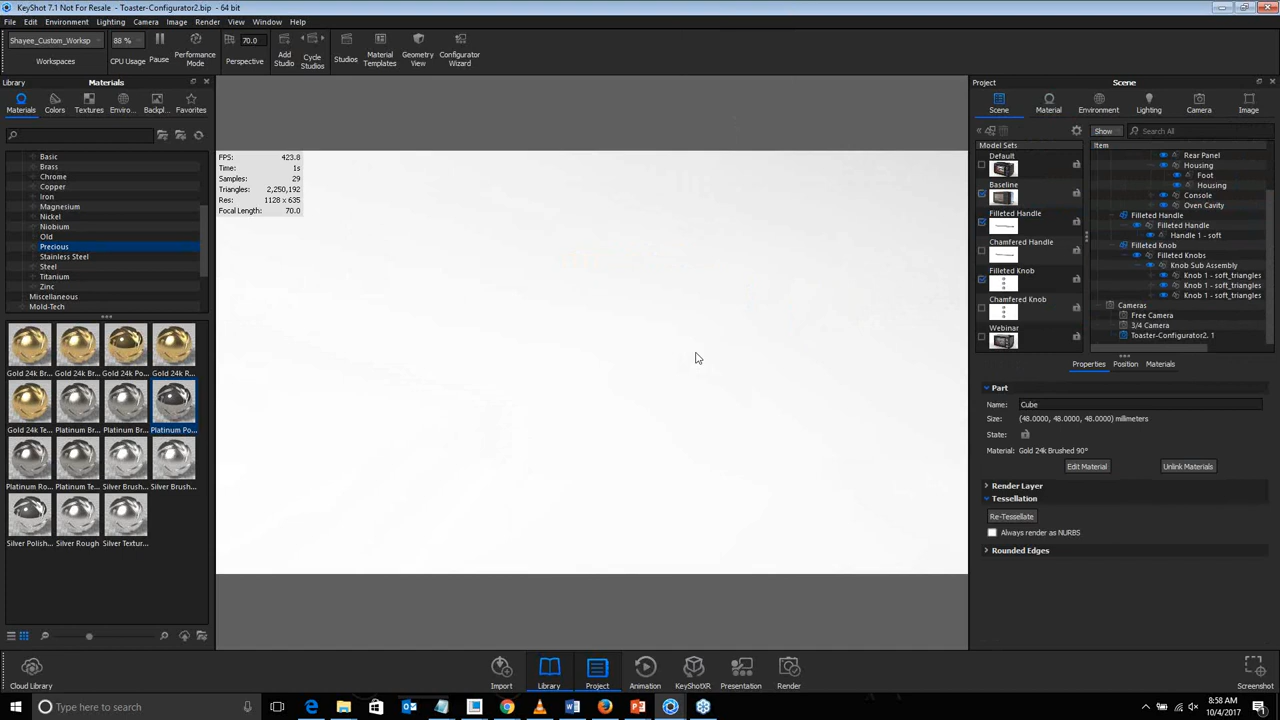 KeyShot 7.1 Not For Resale - Toaster-Configurator2.bip - 64 bit
File Edit Environment Lighting Camera Image Render View Window Help
Shayee_Custom_Worksp 88 % 70.0
Workspaces CPU Usage Pause Performance Mode Perspective Add Studio Cycle Studios Studios Material Templates Geometry View Configurator Wizard
Library Materials Project Scene
Materials Colors Textures Enviro... Backpl... Favorites
Scene Material Environment Lighting Camera Image
Basic
Brass
Chrome
Copper
Iron
Magnesium
Nickel
Niobium
Old
Precious
Stainless Steel
Steel
Titanium
Zinc
Miscellaneous
Mold-Tech
Gold 24k Br... Gold 24k Br... Gold 24k Po... Gold 24k R...
Gold 24k Te... Platinum Br... Platinum Br... Platinum Po...
Platinum Ro... Platinum Te... Silver Brush... Silver Brush...
Silver Polish... Silver Rough Silver Textur...
FPS: 423.8
Time: 1s
Samples: 29
Triangles: 2,250,192
Res: 1128 x 635
Focal Length: 70.0
Show Search All
Model Sets
Default
Baseline
Filleted Handle
Chamfered Handle
Filleted Knob
Chamfered Knob
Webinar
Item
Rear Panel
Housing
Foot
Housing
Console
Oven Cavity
Filleted Handle
Filleted Handle
Handle 1 - soft
Filleted Knob
Filleted Knobs
Knob Sub Assembly
Knob 1 - soft_triangles
Knob 1 - soft_triangles
Knob 1 - soft_triangles
Cameras
Free Camera
3/4 Camera
Toaster-Configurator2. 1
Properties Position Materials
Part
Name: Cube
Size: (48.0000, 48.0000, 48.0000) millimeters
State:
Material: Gold 24k Brushed 90°
Edit Material Unlink Materials
Render Layer
Tessellation
Re-Tessellate
Always render as NURBS
Rounded Edges
Cloud Library Import Library Project Animation KeyShotXR Presentation Render Screenshot
Type here to search
8:58 AM
10/4/2017